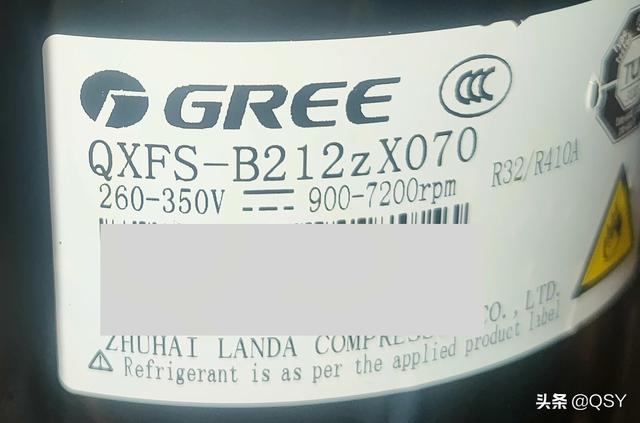 GREE
QXFS-B212zX070
260-350V 900-7200rpm R32/R410A
ZHUHAI LANDA CO., LTD.
Refrigerant is as per the applied product label
头条 @QSY